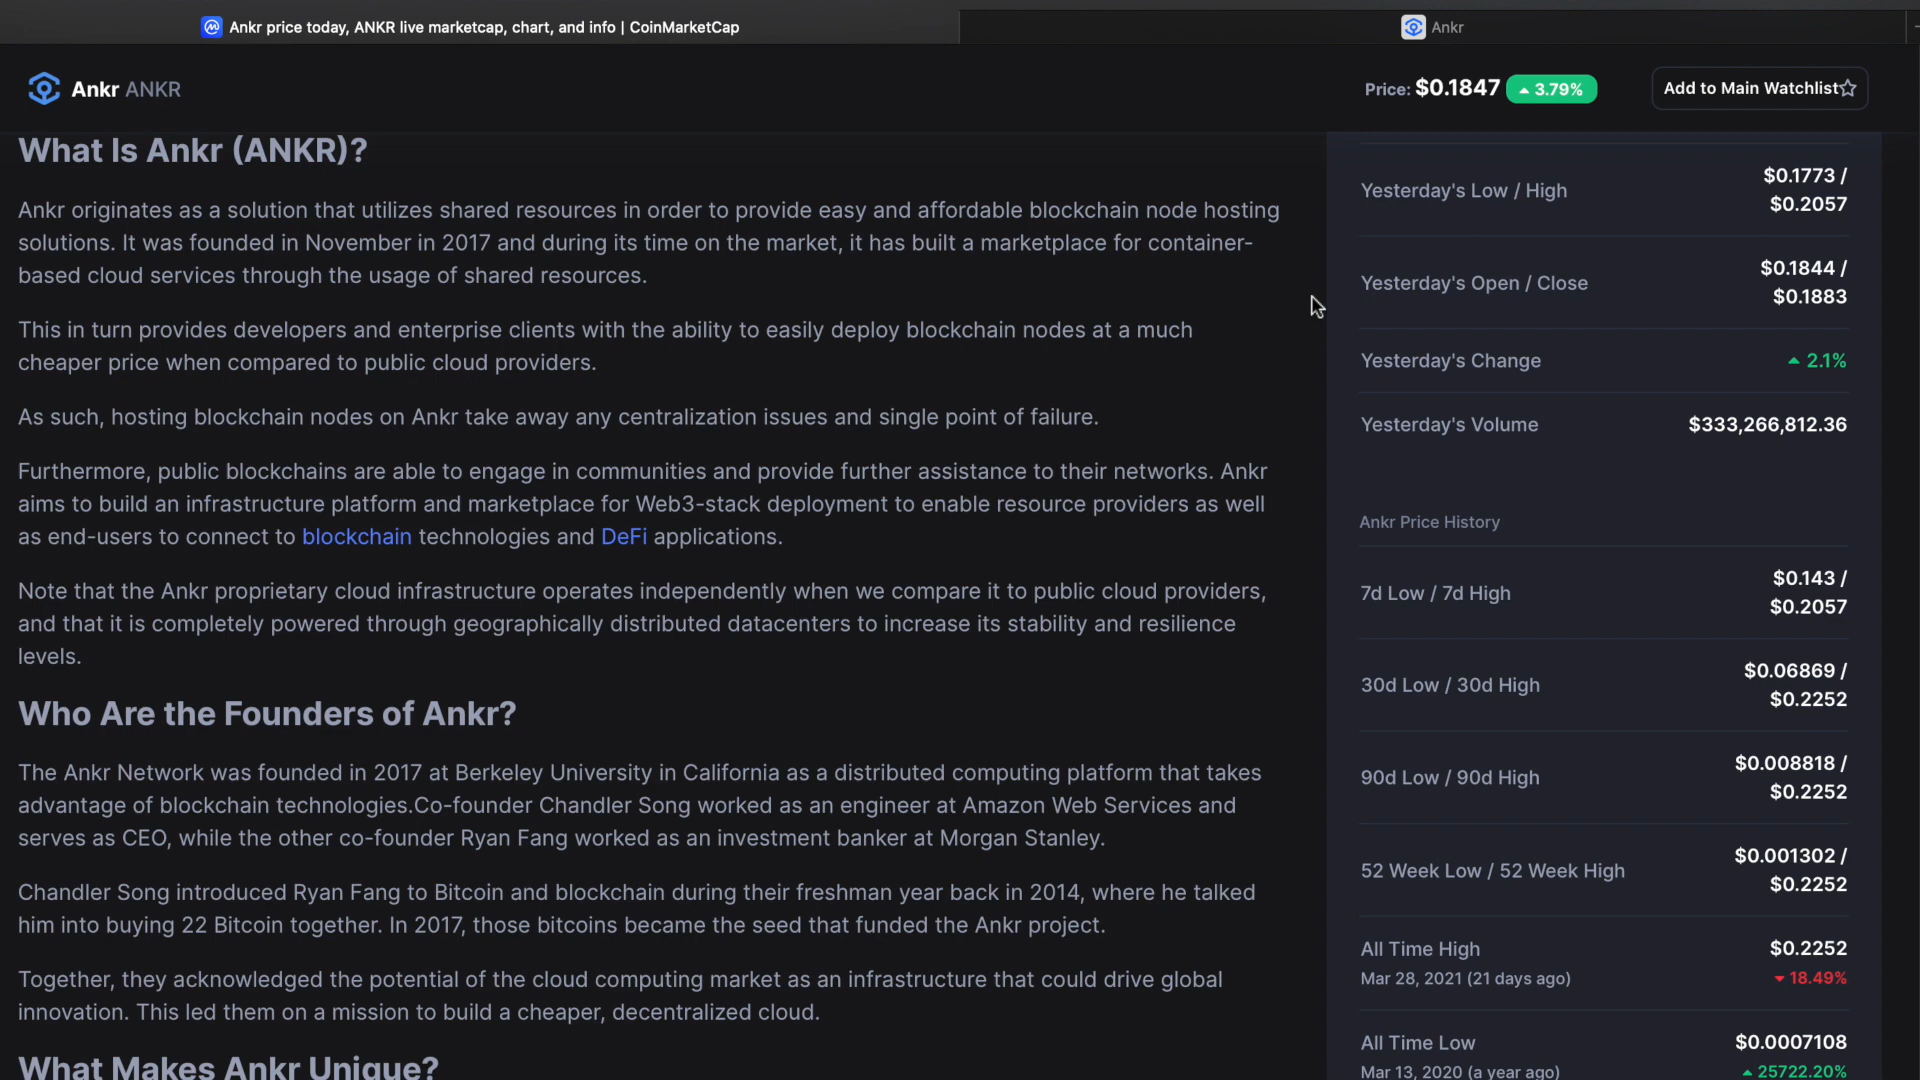 Ankr price today, ANKR live marketcap, chart, and info | CoinMarketCap
Ankr
Ankr ANKR
Price: $0.1847 3.79%
Add to Main Watchlist
What Is Ankr (ANKR)?
Ankr originates as a solution that utilizes shared resources in order to provide easy and affordable blockchain node hosting
solutions. It was founded in November in 2017 and during its time on the market, it has built a marketplace for container-
based cloud services through the usage of shared resources.
This in turn provides developers and enterprise clients with the ability to easily deploy blockchain nodes at a much
cheaper price when compared to public cloud providers.
As such, hosting blockchain nodes on Ankr take away any centralization issues and single point of failure.
Furthermore, public blockchains are able to engage in communities and provide further assistance to their networks. Ankr
aims to build an infrastructure platform and marketplace for Web3-stack deployment to enable resource providers as well
as end-users to connect to blockchain technologies and DeFi applications.
Note that the Ankr proprietary cloud infrastructure operates independently when we compare it to public cloud providers,
and that it is completely powered through geographically distributed datacenters to increase its stability and resilience
levels.
Who Are the Founders of Ankr?
The Ankr Network was founded in 2017 at Berkeley University in California as a distributed computing platform that takes
advantage of blockchain technologies.Co-founder Chandler Song worked as an engineer at Amazon Web Services and
serves as CEO, while the other co-founder Ryan Fang worked as an investment banker at Morgan Stanley.
Chandler Song introduced Ryan Fang to Bitcoin and blockchain during their freshman year back in 2014, where he talked
him into buying 22 Bitcoin together. In 2017, those bitcoins became the seed that funded the Ankr project.
Together, they acknowledged the potential of the cloud computing market as an infrastructure that could drive global
innovation. This led them on a mission to build a cheaper, decentralized cloud.
What Makes Ankr Unique?
Yesterday's Low / High
$0.1773 /
$0.2057
Yesterday's Open / Close
$0.1844 /
$0.1883
Yesterday's Change
2.1%
Yesterday's Volume
$333,266,812.36
Ankr Price History
7d Low / 7d High
$0.143 /
$0.2057
30d Low / 30d High
$0.06869 /
$0.2252
90d Low / 90d High
$0.008818 /
$0.2252
52 Week Low / 52 Week High
$0.001302 /
$0.2252
All Time High
$0.2252
Mar 28, 2021 (21 days ago)
18.49%
All Time Low
$0.0007108
Mar 13, 2020 (a year ago)
25722.20%